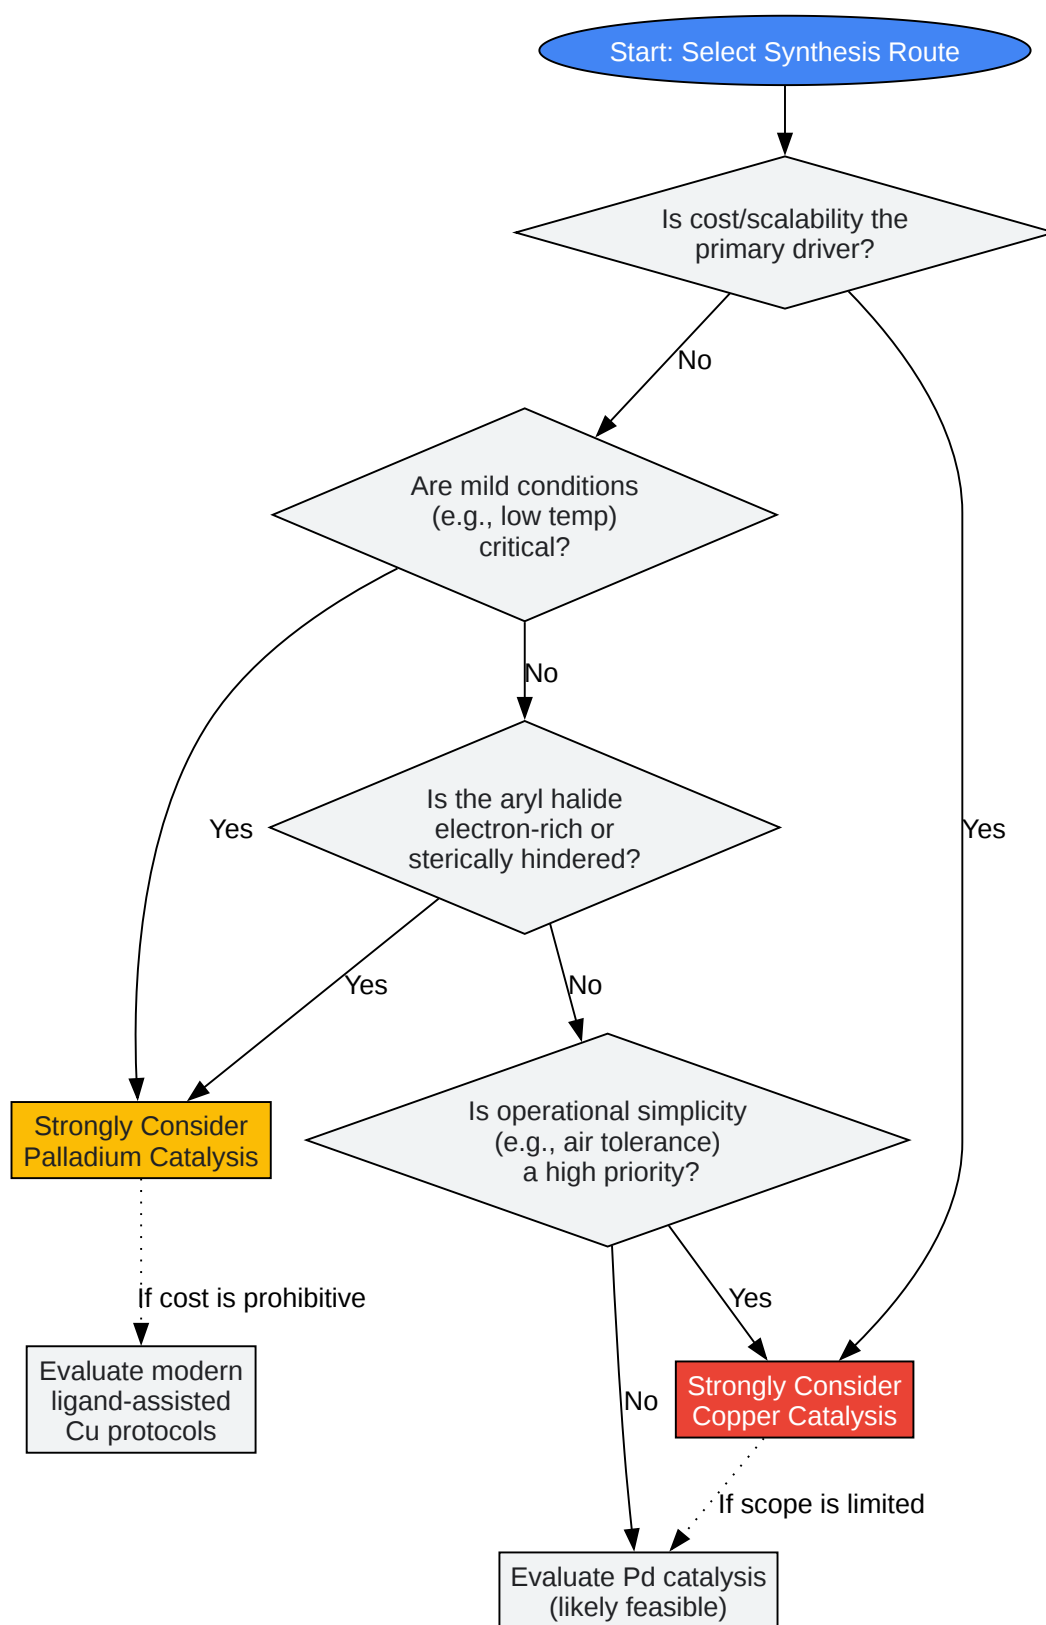 Start: Select Synthesis Route
Is cost/scalability the
primary driver?
No
Are mild conditions
(e.g., low temp)
critical?
No
Is the aryl halide
electron-rich or
sterically hindered?
Yes
Yes
Yes
No
Is operational simplicity
(e.g., air tolerance)
a high priority?
Strongly Consider
Palladium Catalysis
If cost is prohibitive
Yes
Evaluate modern
ligand-assisted
Cu protocols
No
Strongly Consider
Copper Catalysis
If scope is limited
Evaluate Pd catalysis
(likely feasible)